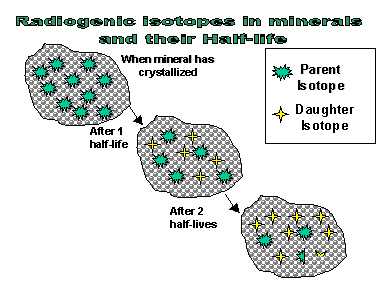 Radiogenic isotopes in minerals
and their Half-life
When mineral has
crystallized
Parent
Isotope
Daughter
Isotope
After 1
half-life
After 2
half-lives